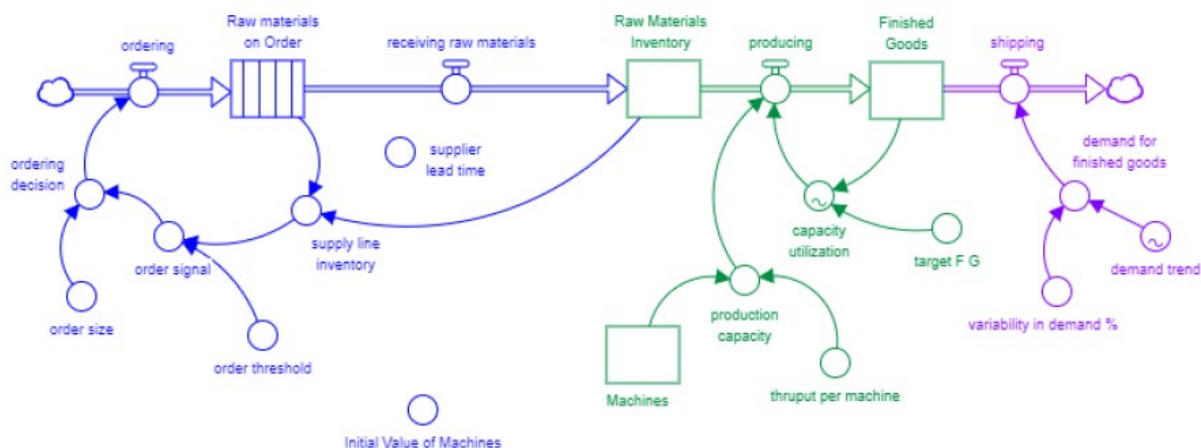 Raw materials
on Order
ordering
receiving raw materials
Raw Materials
Inventory
producing
Finished
Goods
shipping
supplier
lead time
demand for
finished goods
ordering
decision
order signal
supply line
inventory
capacity
utilization
target F G
demand trend
order size
order threshold
production
capacity
variability in demand %
Machines
thruput per machine
Initial Value of Machines